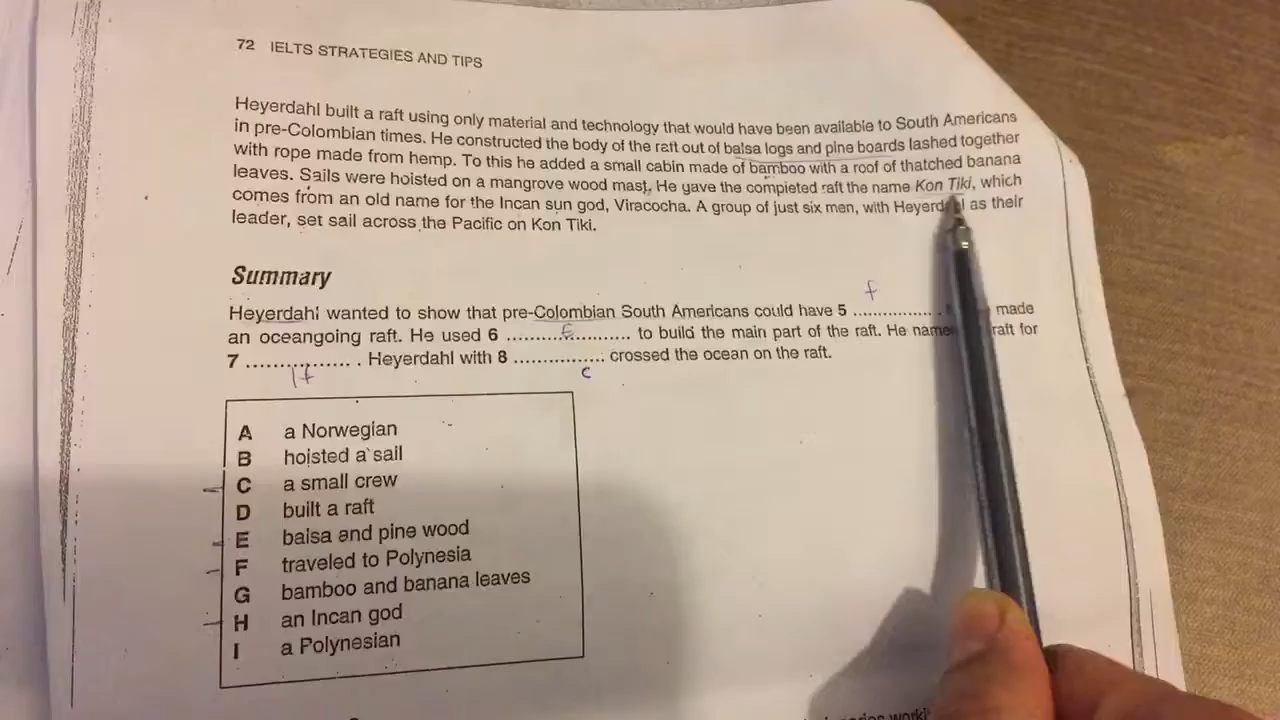 72 IELTS STRATEGIES AND TIPS
Heyerdahl built a raft using only material and technology that would have been available to South Americans
in pre-Colombian times. He constructed the body of the raft out of balsa logs and pine boards lashed together
with rope made from hemp. To this he added a small cabin made of bamboo with a roof of thatched banana
leaves. Sails were hoisted on a mangrove wood mast. He gave the completed raft the name Kon Tiki, which
comes from an old name for the Incan sun god, Viracocha. A group of just six men, with Heyerdahl as their
leader, set sail across the Pacific on Kon Tiki.
Summary
f
Heyerdahl wanted to show that pre-Colombian South Americans could have 5 ................ made
an oceangoing raft. He used 6 ......E......... to build the main part of the raft. He name raft for
7 .................. . Heyerdahl with 8 ................ crossed the ocean on the raft.
H c
A a Norwegian
B hoisted a sail
C a small crew
D built a raft
E balsa and pine wood
F traveled to Polynesia
G bamboo and banana leaves
H an Incan god
I a Polynesian